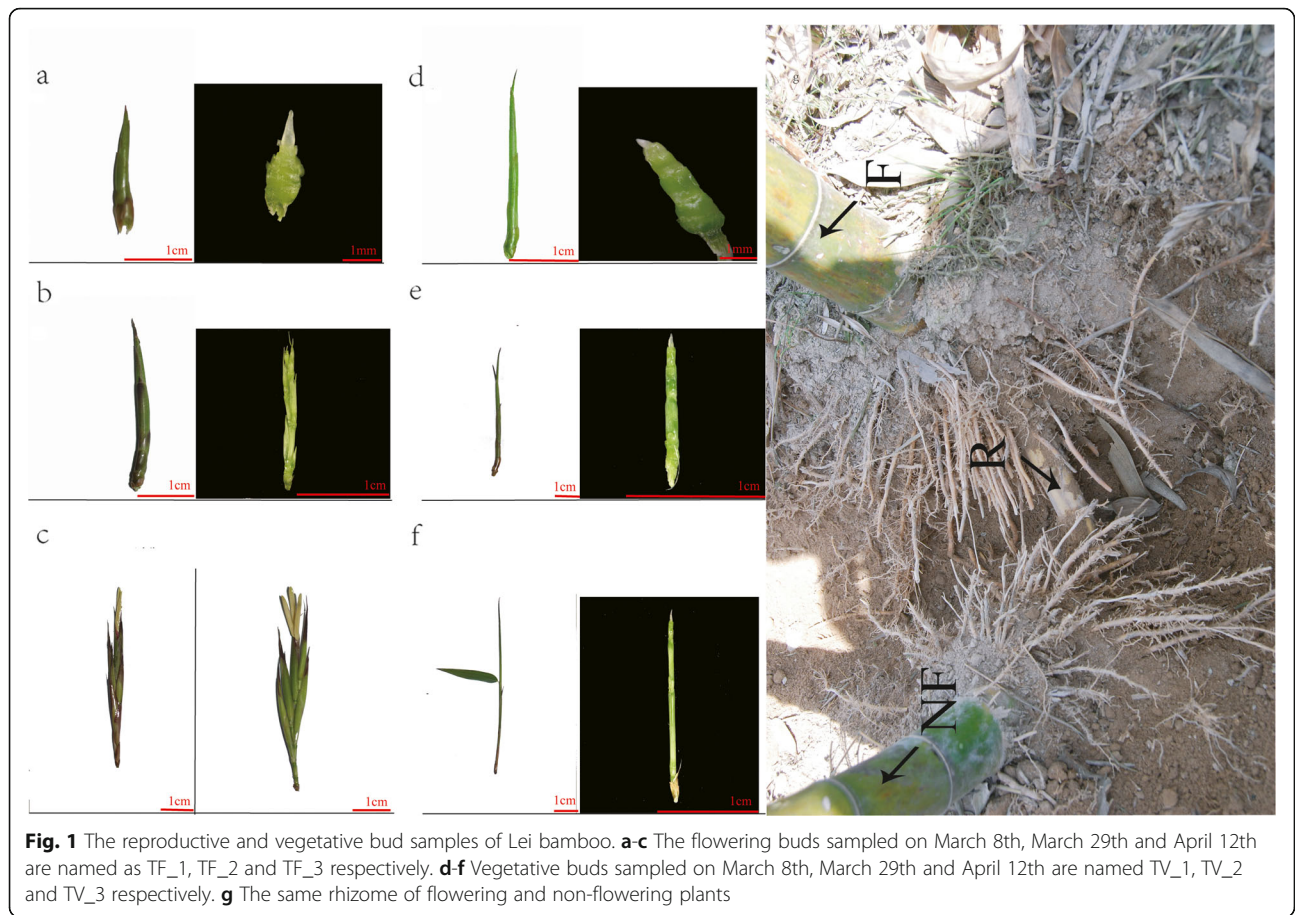 a
1cm
1mm
d
1cm
1mm
b
1cm
1cm
e
1cm
1cm
c
1cm
1cm
f
1cm
1cm
g
F
R
NF
Fig. 1 The reproductive and vegetative bud samples of Lei bamboo. a-c The flowering buds sampled on March 8th, March 29th and April 12th
are named as TF_1, TF_2 and TF_3 respectively. d-f Vegetative buds sampled on March 8th, March 29th and April 12th are named TV_1, TV_2
and TV_3 respectively. g The same rhizome of flowering and non-flowering plants